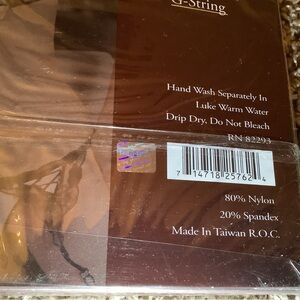 G-String
Hand Wash Separately In
Luke Warm Water
Drip Dry, Do Not Bleach
RN 82293
7 14718 25762 4
80% Nylon
20% Spandex
Made In Taiwan R.O.C.